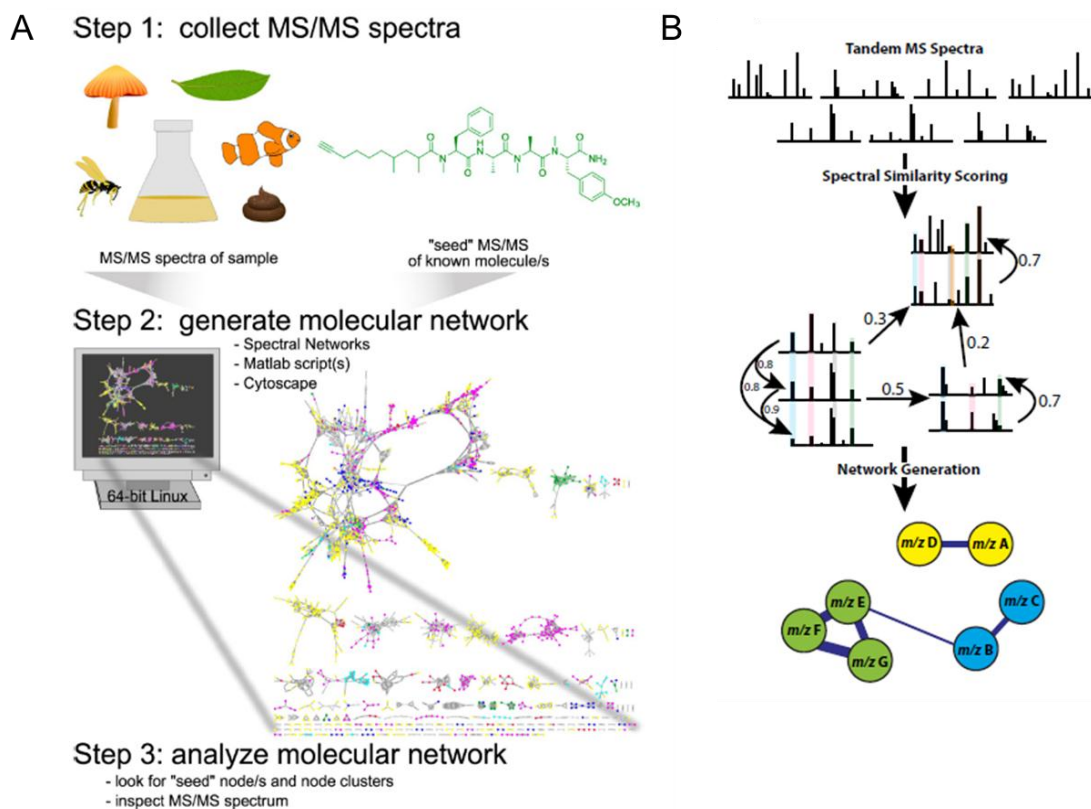 A
Step 1: collect MS/MS spectra
O
O
O
O
N
H
N
N
N
NH₂
O
OCH₃
MS/MS spectra of sample
"seed" MS/MS
of known molecule/s
Step 2: generate molecular network
- Spectral Networks
- Matlab script(s)
- Cytoscape
64-bit Linux
Step 3: analyze molecular network
- look for "seed" node/s and node clusters
- inspect MS/MS spectrum
B
Tandem MS Spectra
Spectral Similarity Scoring
0.7
0.3
0.2
0.8
0.8
0.9
0.5
0.7
Network Generation
m/z D
m/z A
m/z E
m/z C
m/z F
m/z B
m/z G